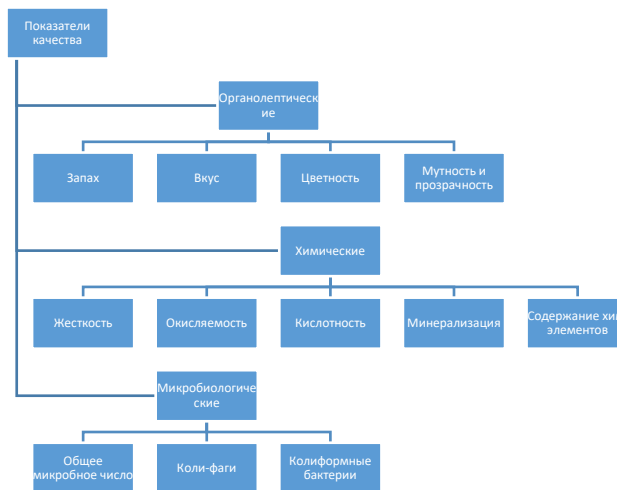 Показатели
качества
Органолептическ
ие
Запах
Вкус
Цветность
Мутность и
прозрачность
Химические
Жесткость
Окисляемость
Кислотность
Минерализация
Содержание хи
элементов
Микробиологиче
ские
Общее
микробное число
Коли-фаги
Колиформные
бактерии